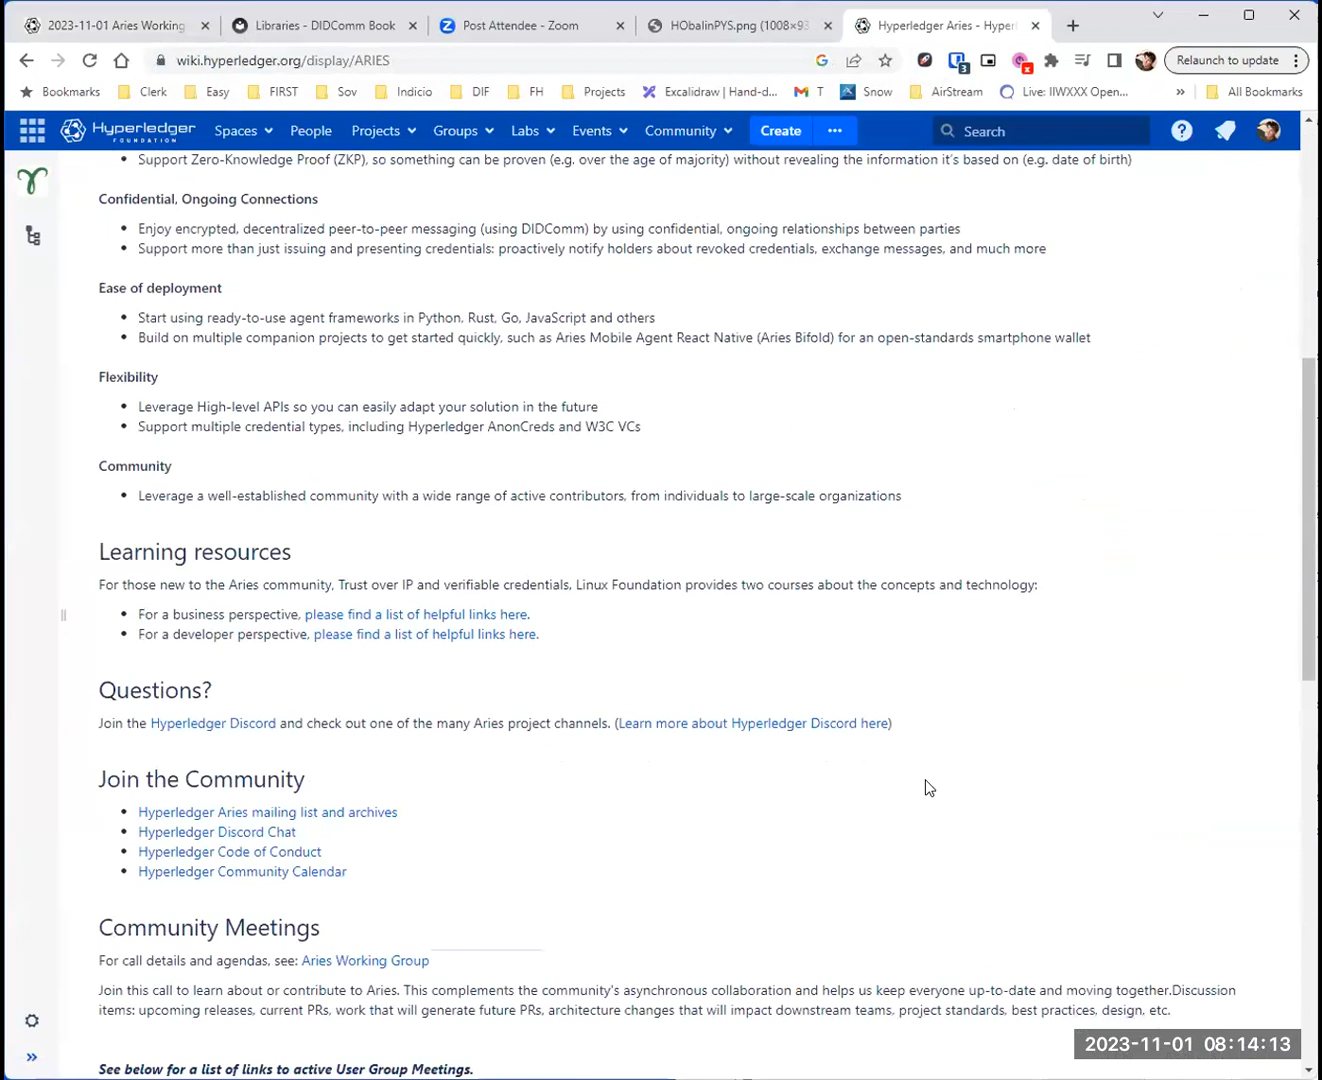 2023-11-01 Aries Working
Libraries - DIDComm Book
Post Attendee - Zoom
HObalinPYS.png (1008×93
Hyperledger Aries - Hyper
wiki.hyperledger.org/display/ARIES
3
Relaunch to update
Bookmarks
Clerk
Easy
FIRST
Sov
Indicio
DIF
FH
Projects
Excalidraw | Hand-d...
T
Snow
AirStream
Live: IIWXXX Open...
»
All Bookmarks
HYPERLEDGER
FOUNDATION
Spaces
People
Projects
Groups
Labs
Events
Community
Create
•••
Search
• Support Zero-Knowledge Proof (ZKP), so something can be proven (e.g. over the age of majority) without revealing the information it's based on (e.g. date of birth)
Confidential, Ongoing Connections
• Enjoy encrypted, decentralized peer-to-peer messaging (using DIDComm) by using confidential, ongoing relationships between parties
• Support more than just issuing and presenting credentials: proactively notify holders about revoked credentials, exchange messages, and much more
Ease of deployment
• Start using ready-to-use agent frameworks in Python, Rust, Go, JavaScript and others
• Build on multiple companion projects to get started quickly, such as Aries Mobile Agent React Native (Aries Bifold) for an open-standards smartphone wallet
Flexibility
• Leverage High-level APIs so you can easily adapt your solution in the future
• Support multiple credential types, including Hyperledger AnonCreds and W3C VCs
Community
• Leverage a well-established community with a wide range of active contributors, from individuals to large-scale organizations
Learning resources
For those new to the Aries community, Trust over IP and verifiable credentials, Linux Foundation provides two courses about the concepts and technology:
• For a business perspective, please find a list of helpful links here.
• For a developer perspective, please find a list of helpful links here.
Questions?
Join the Hyperledger Discord and check out one of the many Aries project channels. (Learn more about Hyperledger Discord here)
Join the Community
• Hyperledger Aries mailing list and archives
• Hyperledger Discord Chat
• Hyperledger Code of Conduct
• Hyperledger Community Calendar
Community Meetings
For call details and agendas, see: Aries Working Group
Join this call to learn about or contribute to Aries. This complements the community's asynchronous collaboration and helps us keep everyone up-to-date and moving together.Discussion
items: upcoming releases, current PRs, work that will generate future PRs, architecture changes that will impact downstream teams, project standards, best practices, design, etc.
2023-11-01 08:14:13
See below for a list of links to active User Group Meetings.